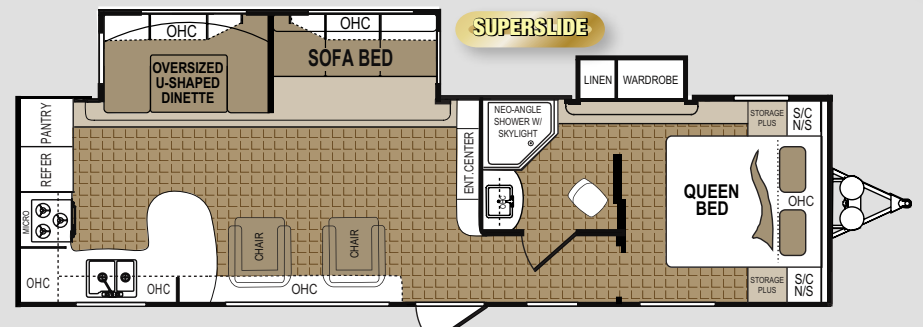 OHC
OHC
SUPERSLIDE
OVERSIZED
U-SHAPED
DINETTE
SOFA BED
LINEN
WARDROBE
PANTRY
REFER
MICRO
ENT.CENTER
NEO-ANGLE
SHOWER W/
SKYLIGHT
STORAGE
PLUS
S/C
N/S
QUEEN
BED
OHC
OHC
CHAIR
CHAIR
OHC
OHC
OHC
STORAGE
PLUS
S/C
N/S